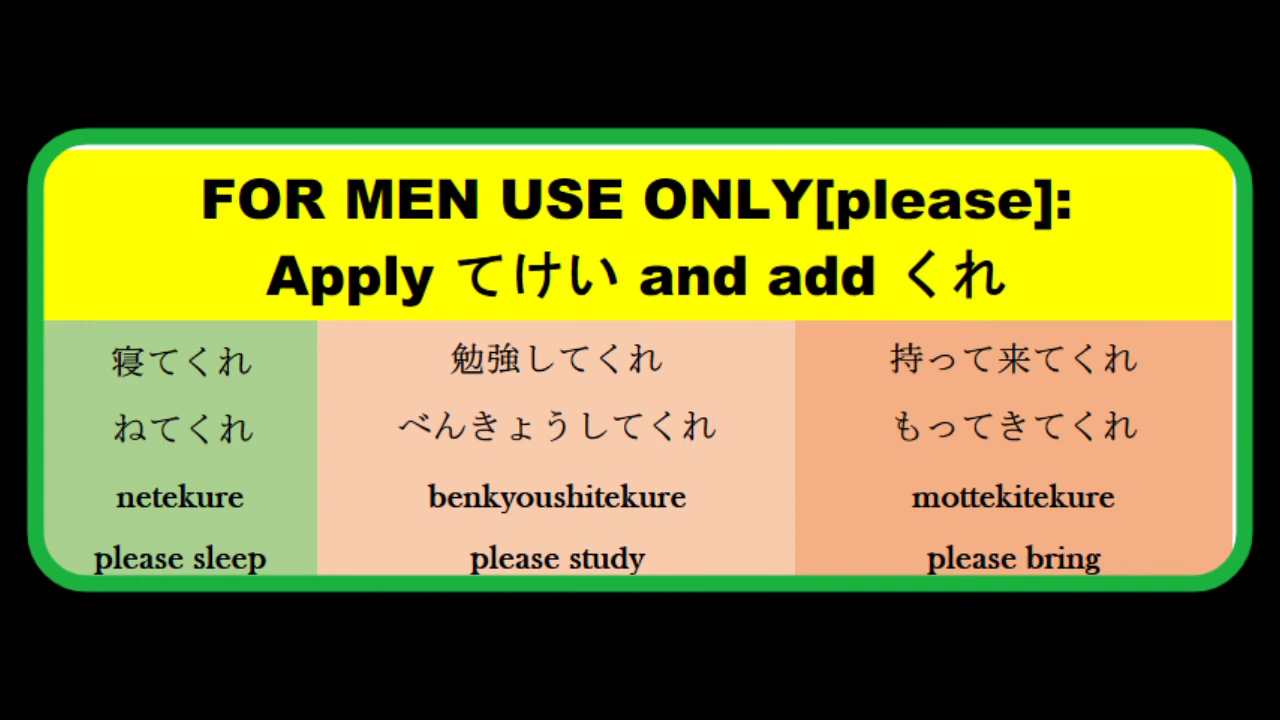 FOR MEN USE ONLY[please]:
Apply てけい and add くれ
寝てくれ
勉強してくれ
持って来てくれ
ねてくれ
べんきょうしてくれ
もってきてくれ
netekure
benkyoushitekure
mottekitekure
please sleep
please study
please bring